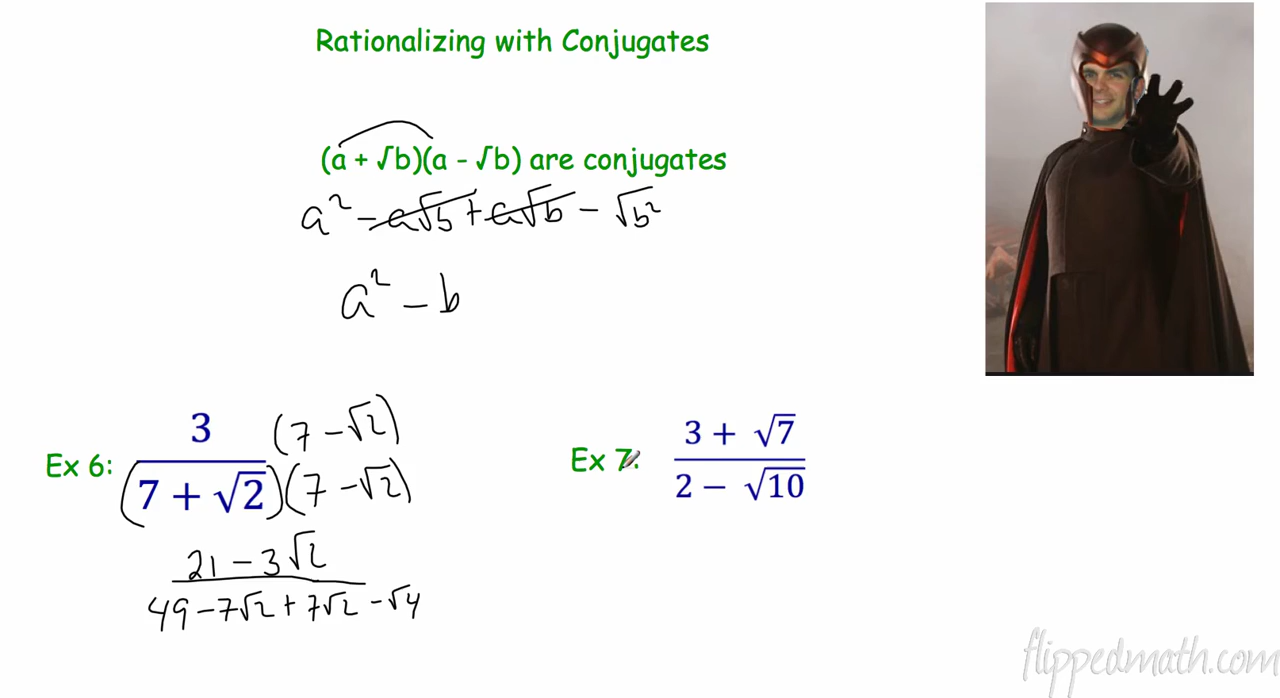 Rationalizing with Conjugates
(a + √b)(a - √b) are conjugates
a² - a√b + a√b - √b²
a² - b
Ex 6:
3 (7 - √2)
(7 + √2)(7 - √2)
21 - 3√2
49 - 7√2 + 7√2 - √4
Ex 7:
3 + √7
2 - √10
flippedmath.com